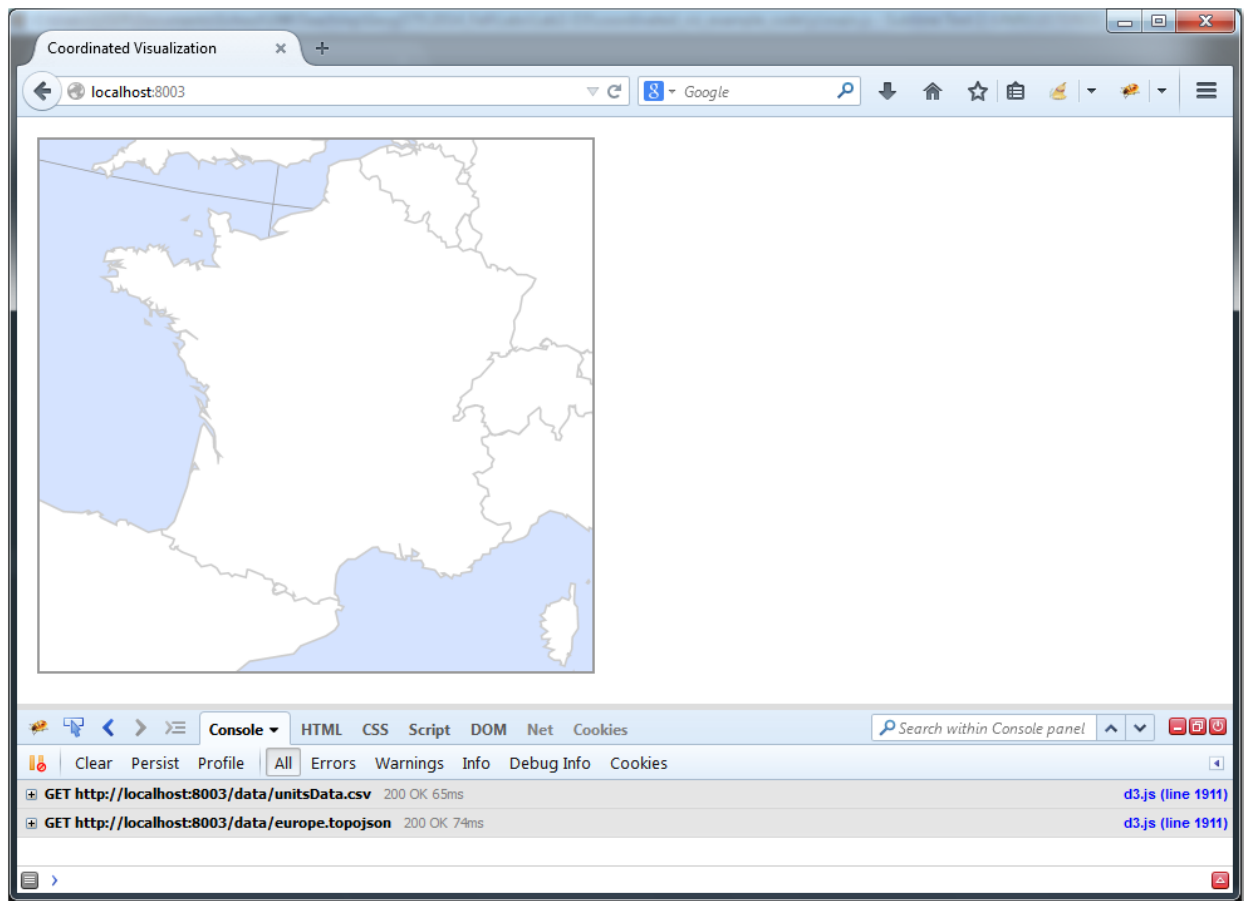 Coordinated Visualization
localhost:8003
Google
Console HTML CSS Script DOM Net Cookies
Search within Console panel
Clear Persist Profile All Errors Warnings Info Debug Info Cookies
GET http://localhost:8003/data/unitsData.csv 200 OK 65ms d3.js (line 1911)
GET http://localhost:8003/data/europe.topojson 200 OK 74ms d3.js (line 1911)